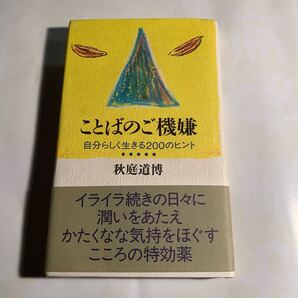 ことばのご機嫌
自分らしく生きる200のヒント
秋庭道博
イライラ続きの日々に
潤いをあたえ
かたくなな気持をほぐす
こころの特効薬